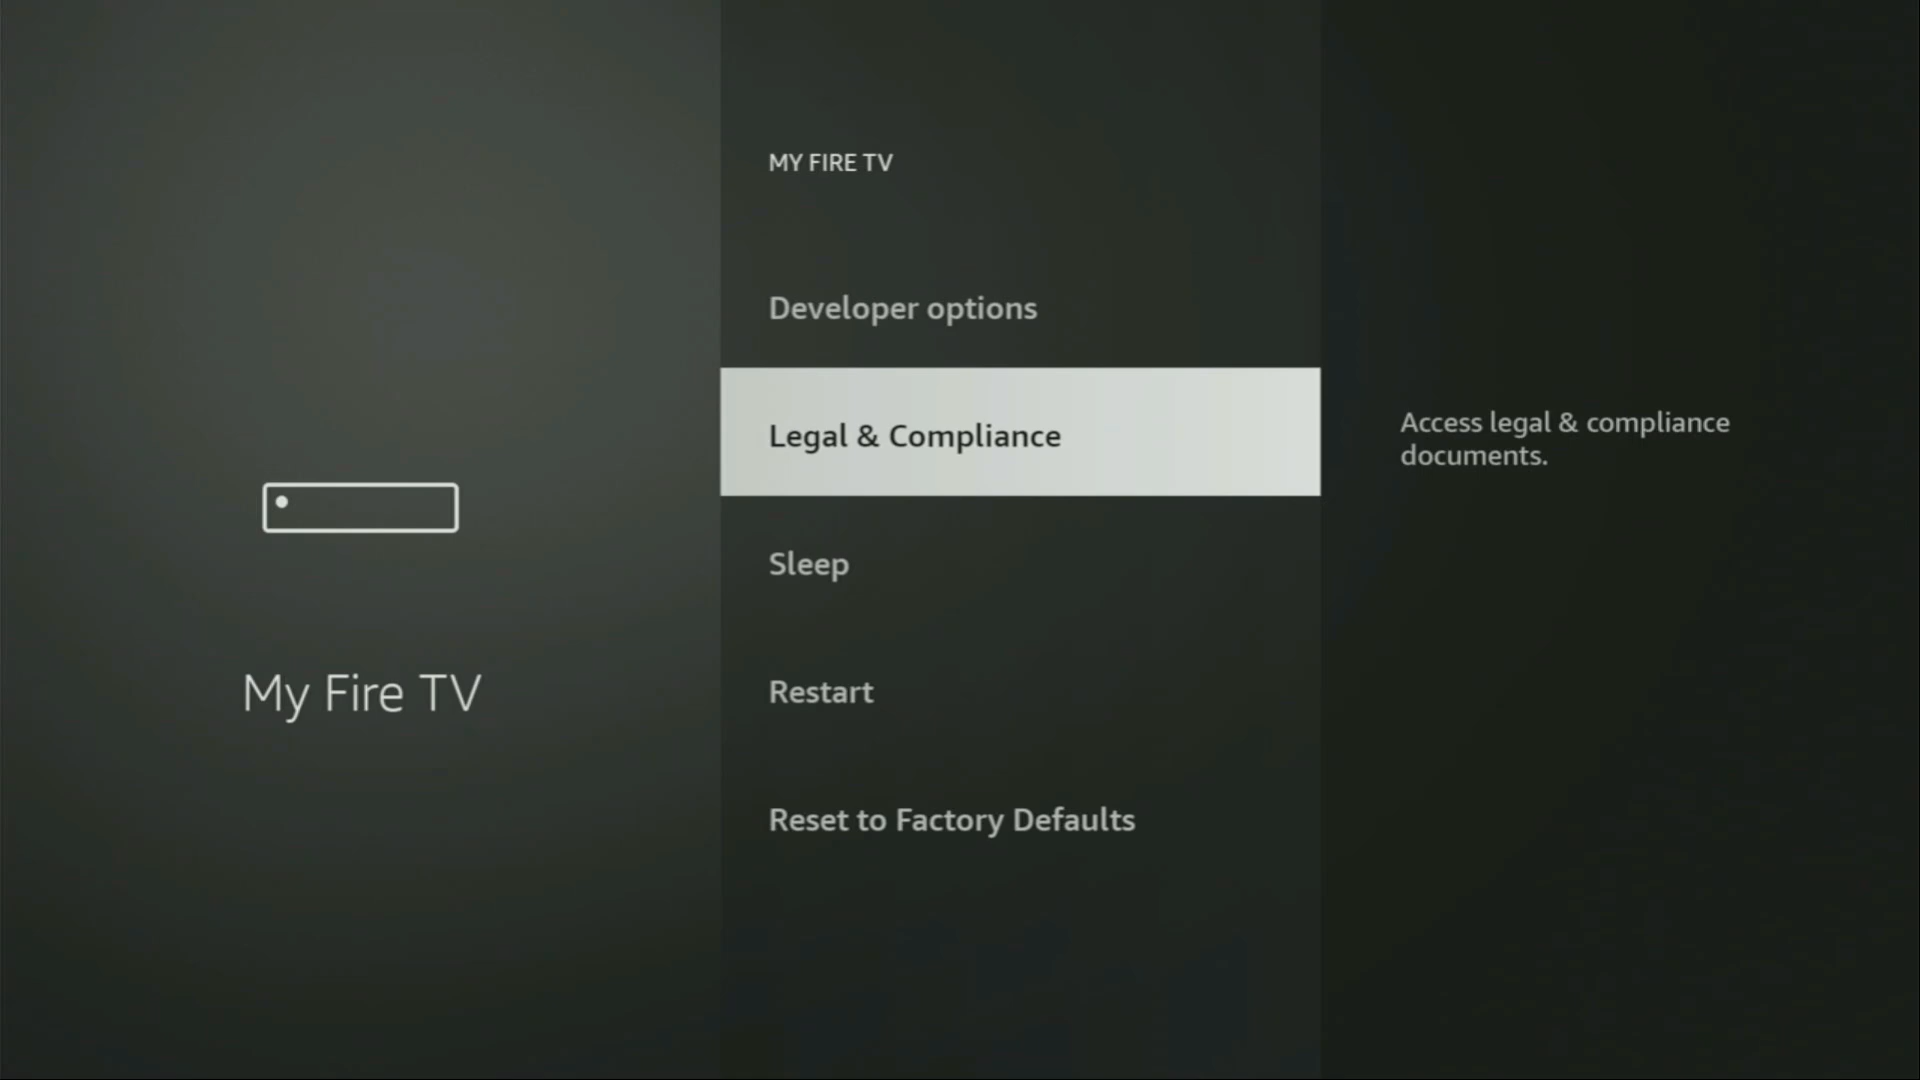 MY FIRE TV
Developer options
Legal & Compliance
Access legal & compliance
documents.
Sleep
Restart
My Fire TV
Reset to Factory Defaults